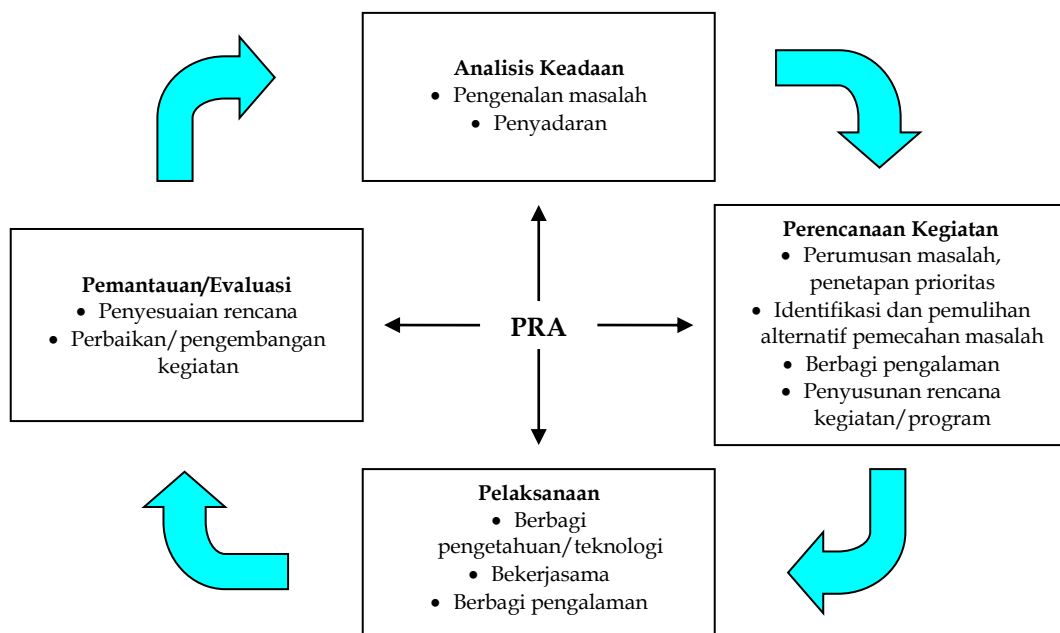 Analisis Keadaan
• Pengenalan masalah
• Penyadaran
Perencanaan Kegiatan
• Perumusan masalah,
penetapan prioritas
• Identifikasi dan pemulihan
alternatif pemecahan masalah
• Berbagi pengalaman
• Penyusunan rencana
kegiatan/program
Pemantauan/Evaluasi
• Penyesuaian rencana
• Perbaikan/pengembangan
kegiatan
PRA
Pelaksanaan
• Berbagi
pengetahuan/teknologi
• Bekerjasama
• Berbagi pengalaman